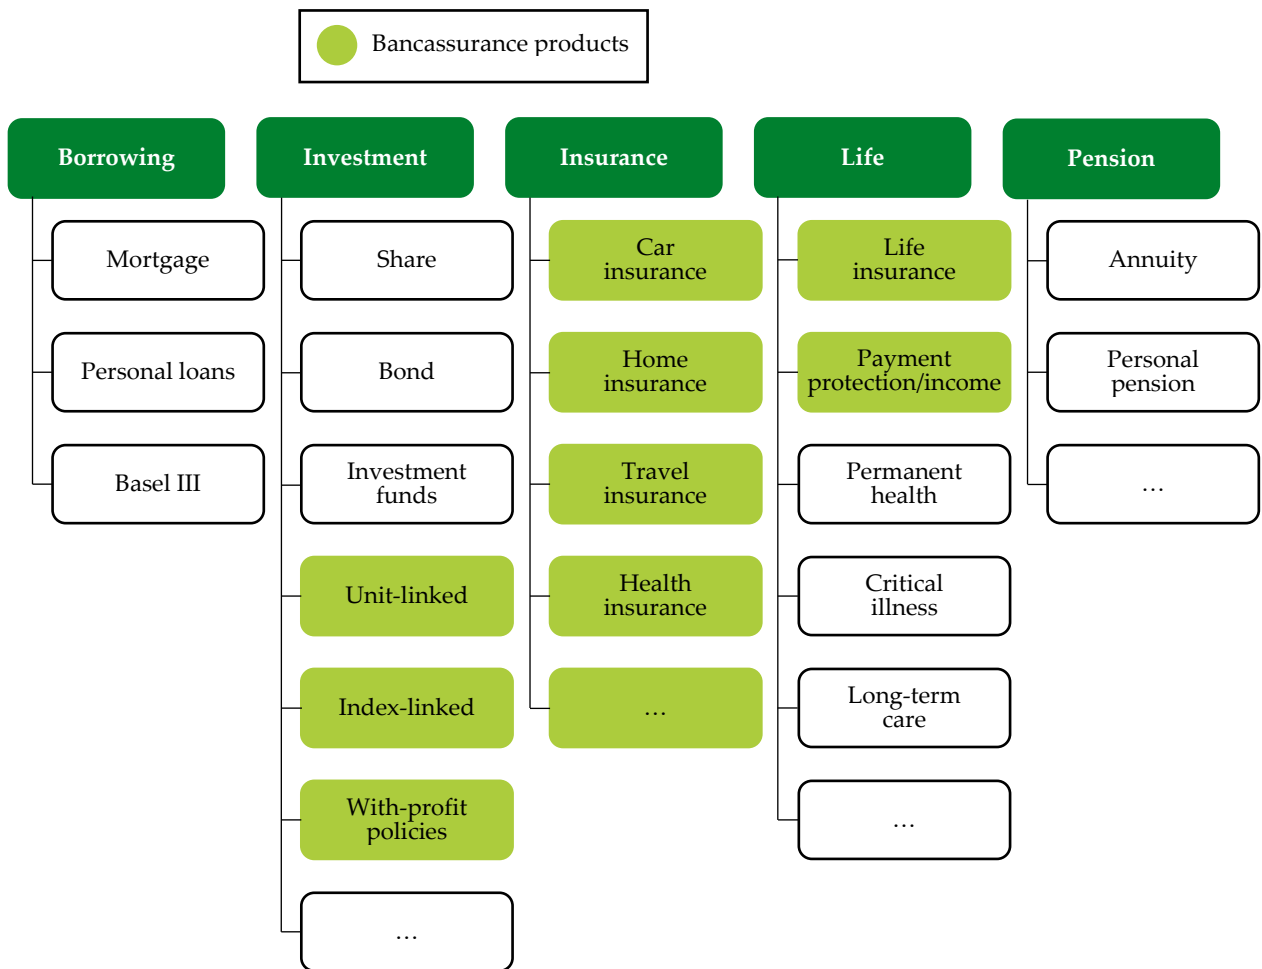 Bancassurance products
Borrowing
Mortgage
Personal loans
Basel III
Investment
Share
Bond
Investment
funds
Unit-linked
Index-linked
With-profit
policies
…
Insurance
Car
insurance
Home
insurance
Travel
insurance
Health
insurance
…
Life
Life
insurance
Payment
protection/income
Permanent
health
Critical
illness
Long-term
care
…
Pension
Annuity
Personal
pension
…